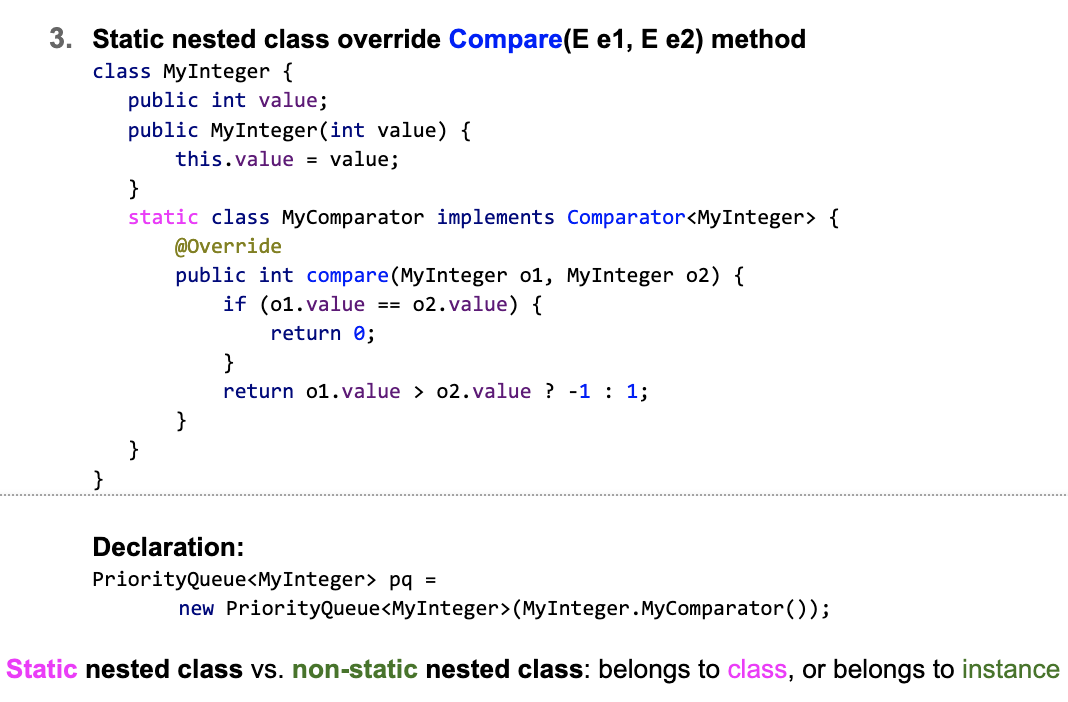 3. Static nested class override Compare(E e1, E e2) method
class MyInteger {
public int value;
public MyInteger(int value) {
this.value = value;
}
static class MyComparator implements Comparator<MyInteger> {
@Override
public int compare(MyInteger o1, MyInteger o2) {
if (o1.value == o2.value) {
return 0;
}
return o1.value > o2.value ? -1 : 1;
}
}
}
Declaration:
PriorityQueue<MyInteger> pq =
new PriorityQueue<MyInteger>(MyInteger.MyComparator());
Static nested class vs. non-static nested class: belongs to class, or belongs to instance